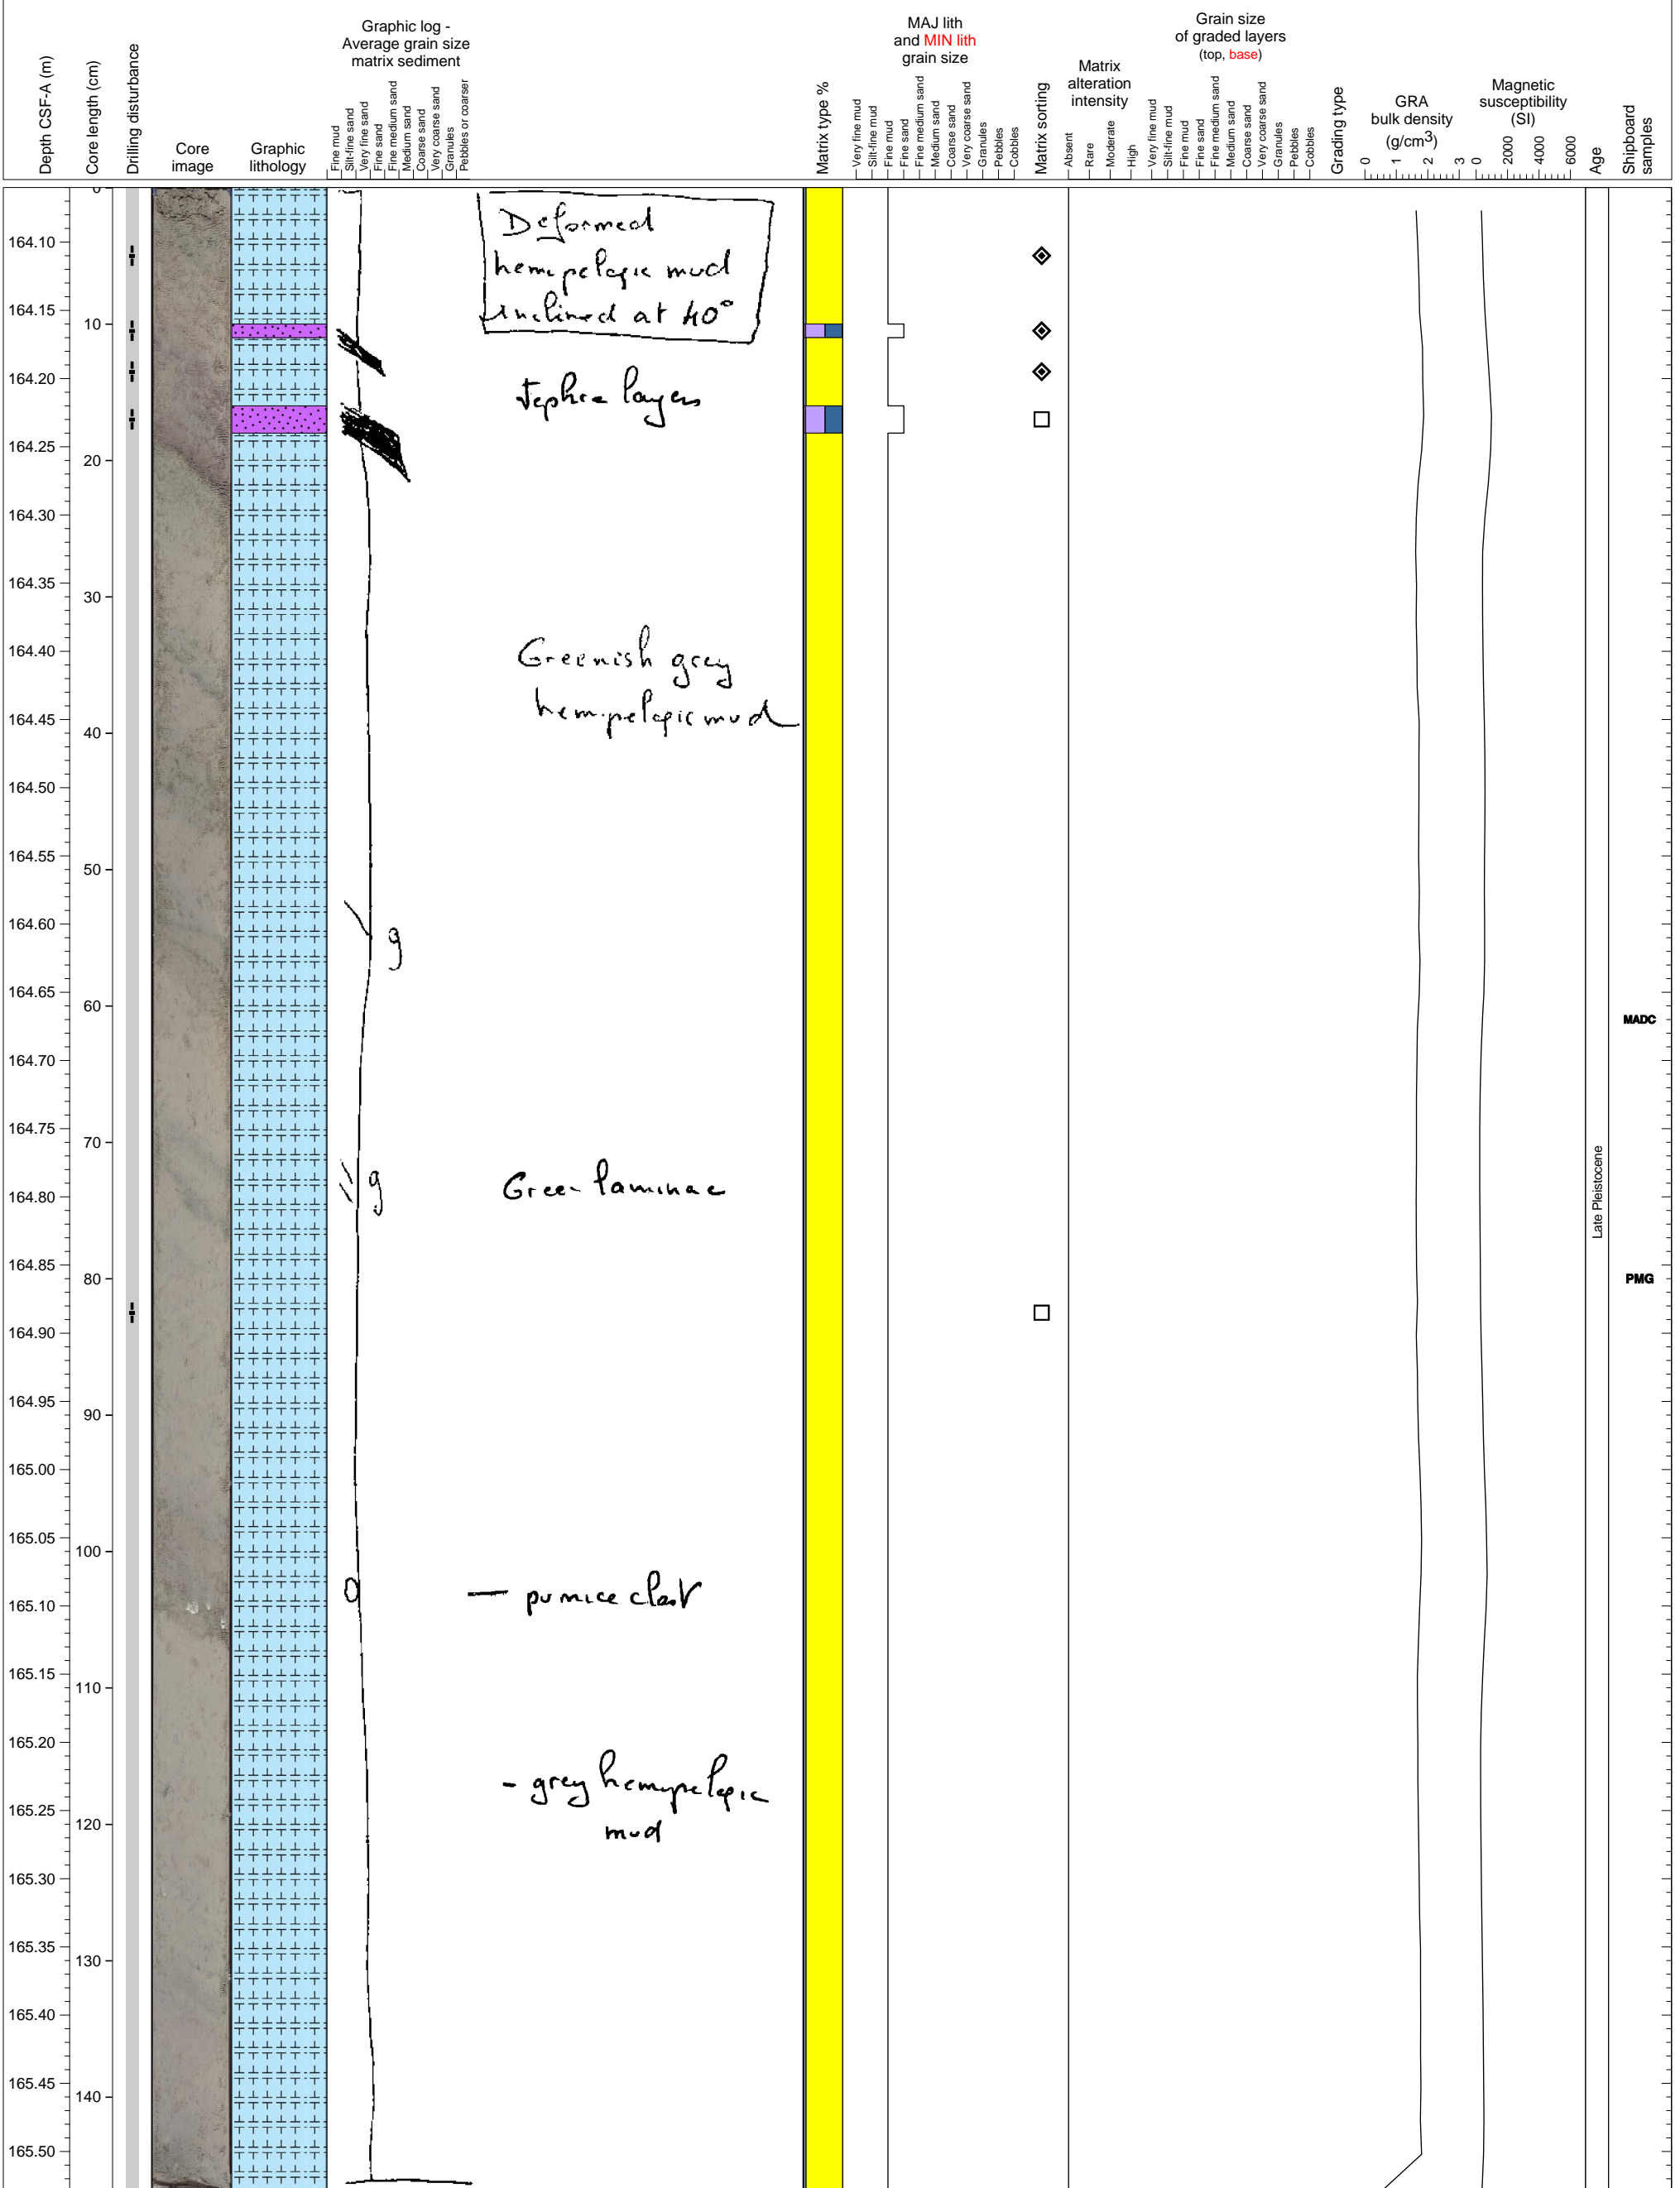 Depth CSF-A (m)
Core length (cm)
Drilling disturbance
Core
image
Graphic
lithology
Graphic log -
Average grain size
matrix sediment
Fine mud
Silt-fine sand
Very fine sand
Fine sand
Fine medium sand
Medium sand
Coarse sand
Very coarse sand
Granules
Pebbles or coarser
Matrix type %
MAJ lith
and MIN lith
grain size
Very fine mud
Silt-fine mud
Fine mud
Fine sand
Fine medium sand
Medium sand
Coarse sand
Very coarse sand
Granules
Pebbles
Cobbles
Matrix sorting
Matrix
alteration
intensity
Absent
Rare
Moderate
High
Grain size
of graded layers
(top, base)
Very fine mud
Silt-fine mud
Fine mud
Fine sand
Fine medium sand
Medium sand
Coarse sand
Very coarse sand
Granules
Pebbles
Cobbles
Grading type
GRA
bulk density
(g/cm3)
0 1 2 3
Magnetic
susceptibility
(SI)
0 2000 4000 6000
Age
Shipboard
samples
0
Deformed
hemipelagic mud
inclined at 40°
164.10
164.15
10
164.20
Tephra layers
164.25
20
164.30
164.35
30
164.40
Greenish grey
hemipelagic mud
164.45
40
164.50
164.55
50
164.60
g
164.65
60
MADC
164.70
164.75
70
g
Green laminae
164.80
Late Pleistocene
164.85
80
PMG
164.90
164.95
90
165.00
165.05
100
165.10
— pumice clast
165.15
110
165.20
- grey hemipelagic
mud
165.25
120
165.30
165.35
130
165.40
165.45
140
165.50